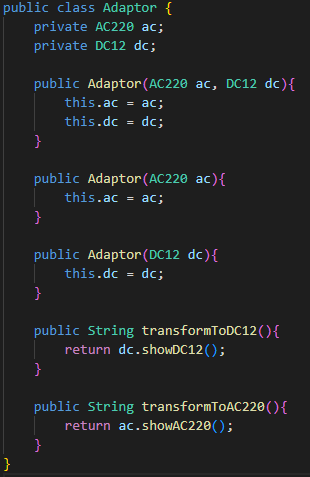 public class Adaptor {
    private AC220 ac;
    private DC12 dc;

    public Adaptor(AC220 ac, DC12 dc){
        this.ac = ac;
        this.dc = dc;
    }

    public Adaptor(AC220 ac){
        this.ac = ac;
    }

    public Adaptor(DC12 dc){
        this.dc = dc;
    }

    public String transformToDC12(){
        return dc.showDC12();
    }

    public String transformToAC220(){
        return ac.showAC220();
    }
}